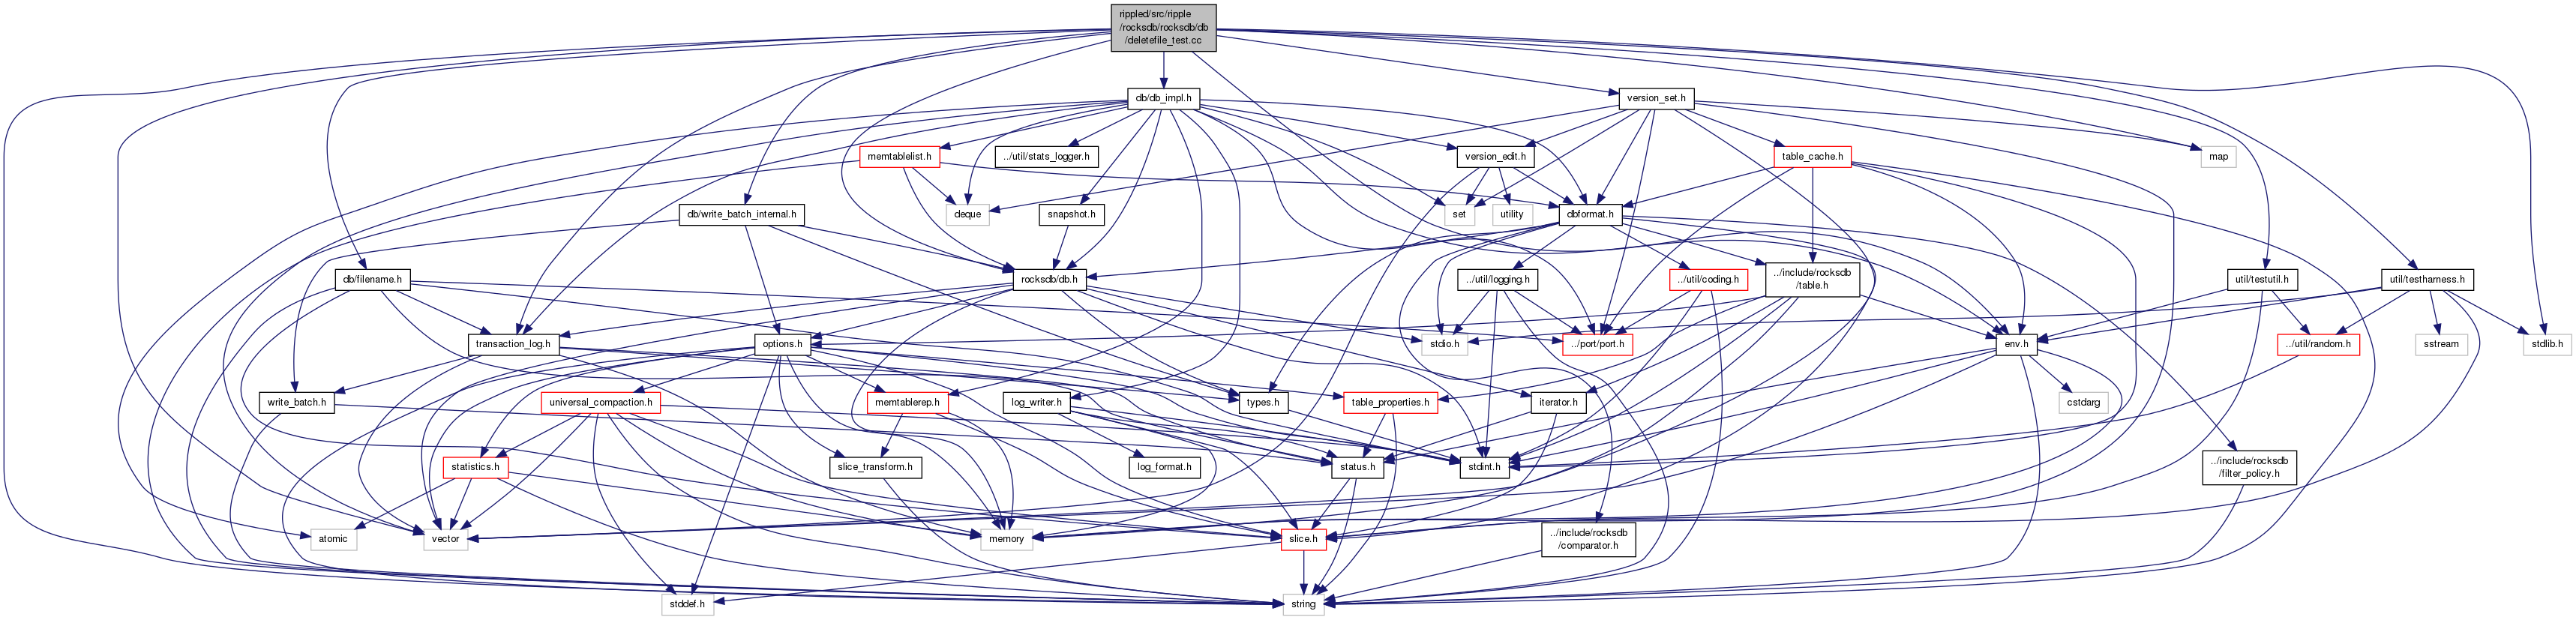 rippled/src/ripple
/rocksdb/rocksdb/db
/deletefile_test.cc
db/db_impl.h
version_set.h
memtablelist.h
../util/stats_logger.h
version_edit.h
table_cache.h
map
db/write_batch_internal.h
deque
snapshot.h
set
utility
dbformat.h
db/filename.h
rocksdb/db.h
../util/logging.h
../util/coding.h
../include/rocksdb
/table.h
util/testutil.h
util/testharness.h
transaction_log.h
options.h
stdio.h
../port/port.h
env.h
../util/random.h
sstream
stdlib.h
write_batch.h
universal_compaction.h
memtablerep.h
log_writer.h
types.h
table_properties.h
iterator.h
cstdarg
statistics.h
slice_transform.h
log_format.h
status.h
stdint.h
../include/rocksdb
/filter_policy.h
atomic
vector
memory
slice.h
../include/rocksdb
/comparator.h
stddef.h
string